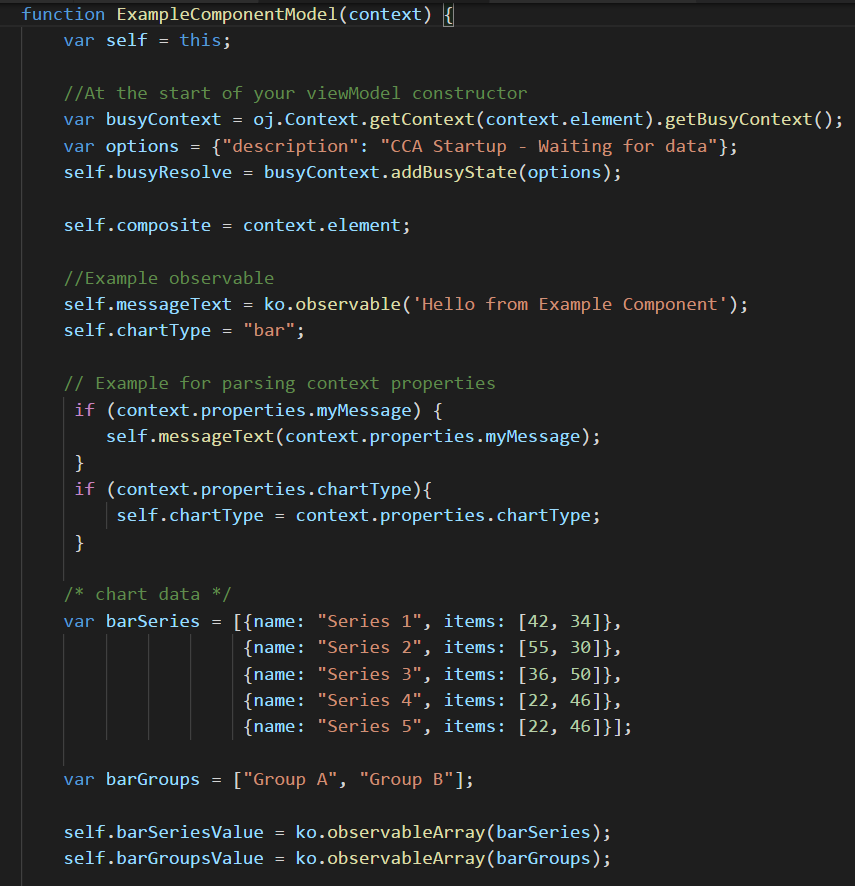 function ExampleComponentModel(context) {
    var self = this;

    //At the start of your viewModel constructor
    var busyContext = oj.Context.getContext(context.element).getBusyContext();
    var options = {"description": "CCA Startup - Waiting for data"};
    self.busyResolve = busyContext.addBusyState(options);

    self.composite = context.element;

    //Example observable
    self.messageText = ko.observable('Hello from Example Component');
    self.chartType = "bar";

    // Example for parsing context properties
     if (context.properties.myMessage) {
        self.messageText(context.properties.myMessage);
     }
     if (context.properties.chartType){
         self.chartType = context.properties.chartType;
     }

    /* chart data */
    var barSeries = [{name: "Series 1", items: [42, 34]},
                     {name: "Series 2", items: [55, 30]},
                     {name: "Series 3", items: [36, 50]},
                     {name: "Series 4", items: [22, 46]},
                     {name: "Series 5", items: [22, 46]}];

    var barGroups = ["Group A", "Group B"];

    self.barSeriesValue = ko.observableArray(barSeries);
    self.barGroupsValue = ko.observableArray(barGroups);